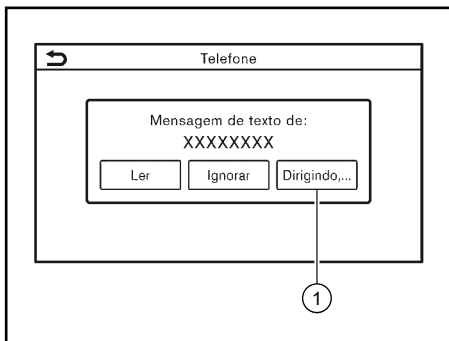 Telefone
Mensagem de texto de:
XXXXXXXX
Ler Ignorar Dirigindo,...
1